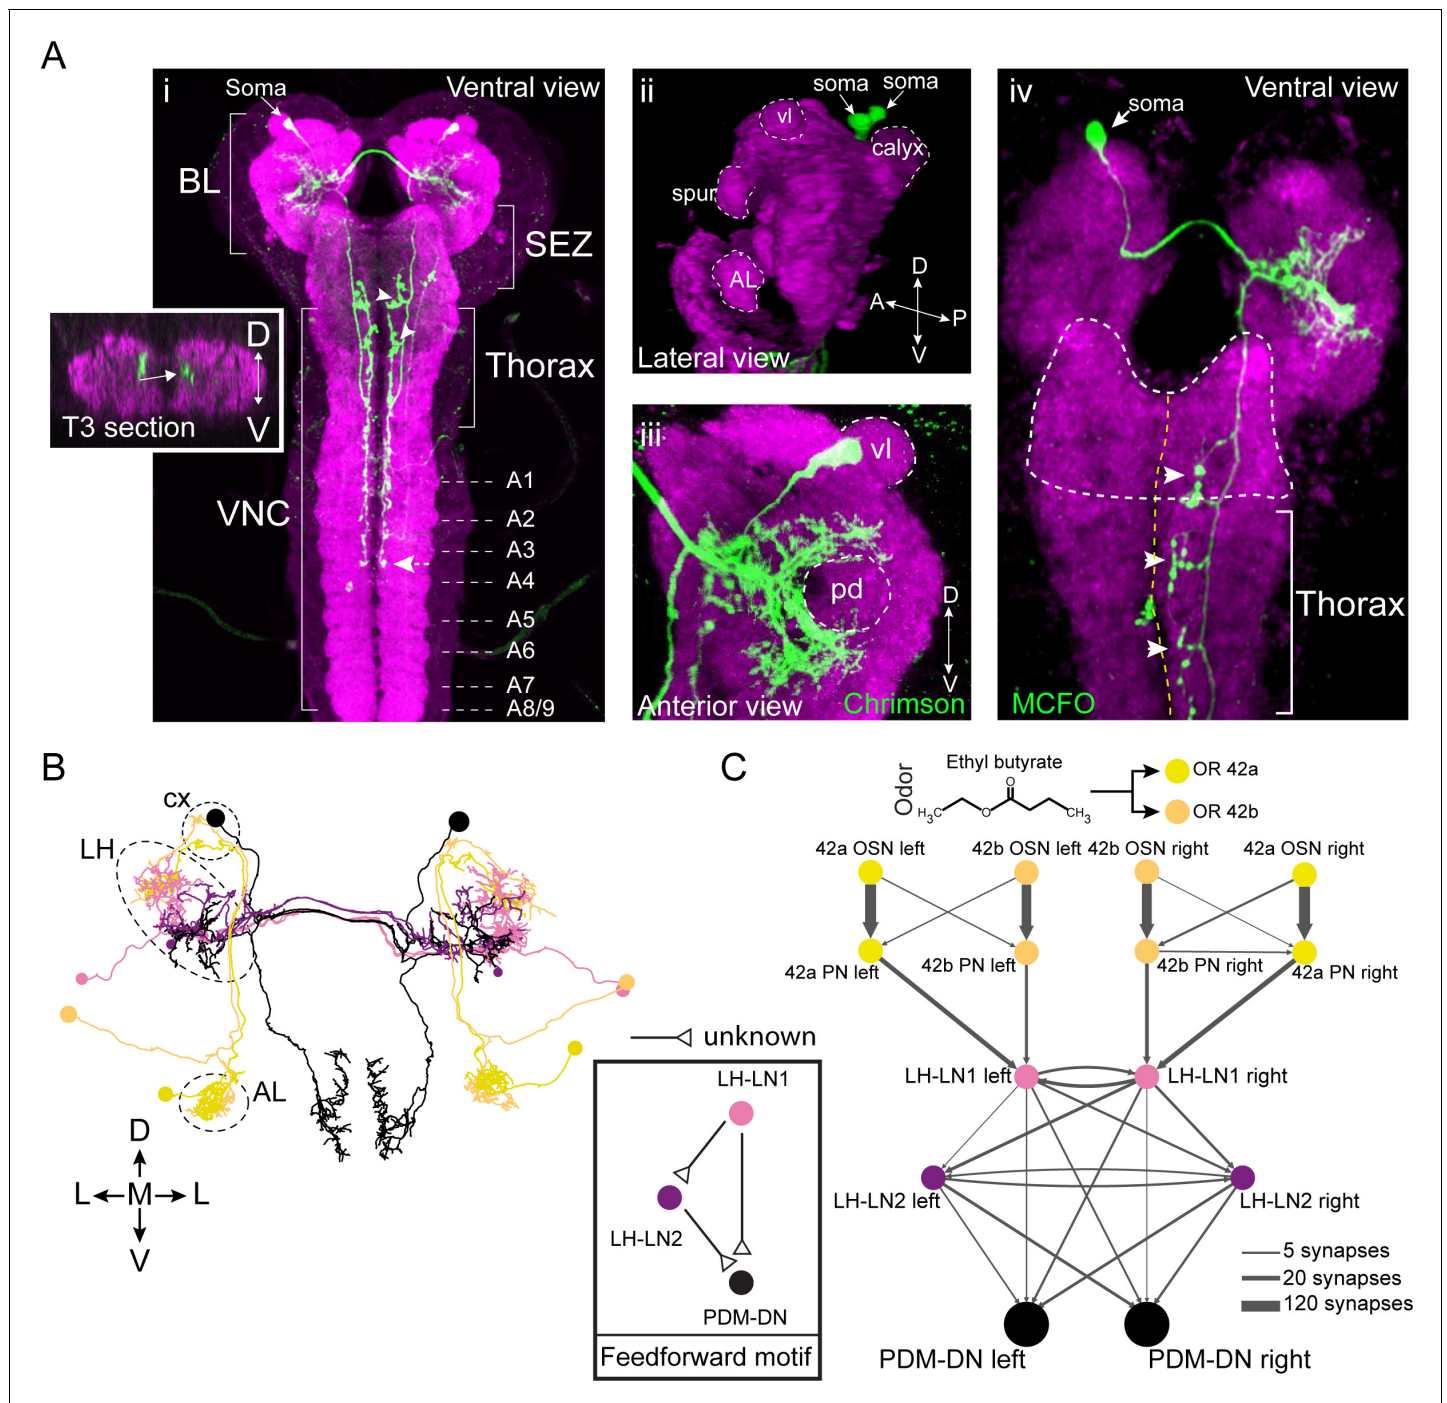 A
i
Soma
Ventral view
BL
SEZ
Thorax
D
V
T3 section
VNC
A1
A2
A3
A4
A5
A6
A7
A8/9
ii
soma
soma
vl
calyx
spur
AL
D
A
P
V
Lateral view
iii
vl
pd
D
V
Anterior view
Chrimson
iv
Ventral view
soma
Thorax
MCFO
B
cx
LH
AL
D
L M L
V
unknown
LH-LN1
LH-LN2
PDM-DN
Feedforward motif
C
Odor
Ethyl butyrate
O
H3C
O
CH3
OR 42a
OR 42b
42a OSN left
42b OSN left
42b OSN right
42a OSN right
42a PN left
42b PN left
42b PN right
42a PN right
LH-LN1 left
LH-LN1 right
LH-LN2 left
LH-LN2 right
5 synapses
20 synapses
120 synapses
PDM-DN left
PDM-DN right